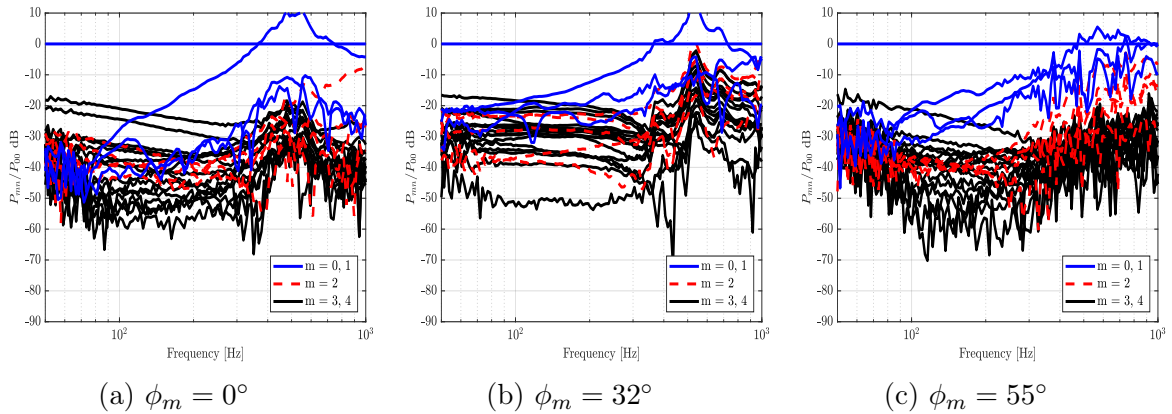 10
0
-10
-20
-30
-40
-50
-60
-70
-80
-90
P_{mn}/P_{00} dB
10^2
10^3
Frequency [Hz]
m = 0, 1
m = 2
m = 3, 4
(a) ϕ_m = 0°
10
0
-10
-20
-30
-40
-50
-60
-70
-80
-90
P_{mn}/P_{00} dB
10^2
10^3
Frequency [Hz]
m = 0, 1
m = 2
m = 3, 4
(b) ϕ_m = 32°
10
0
-10
-20
-30
-40
-50
-60
-70
-80
-90
P_{mn}/P_{00} dB
10^2
10^3
Frequency [Hz]
m = 0, 1
m = 2
m = 3, 4
(c) ϕ_m = 55°